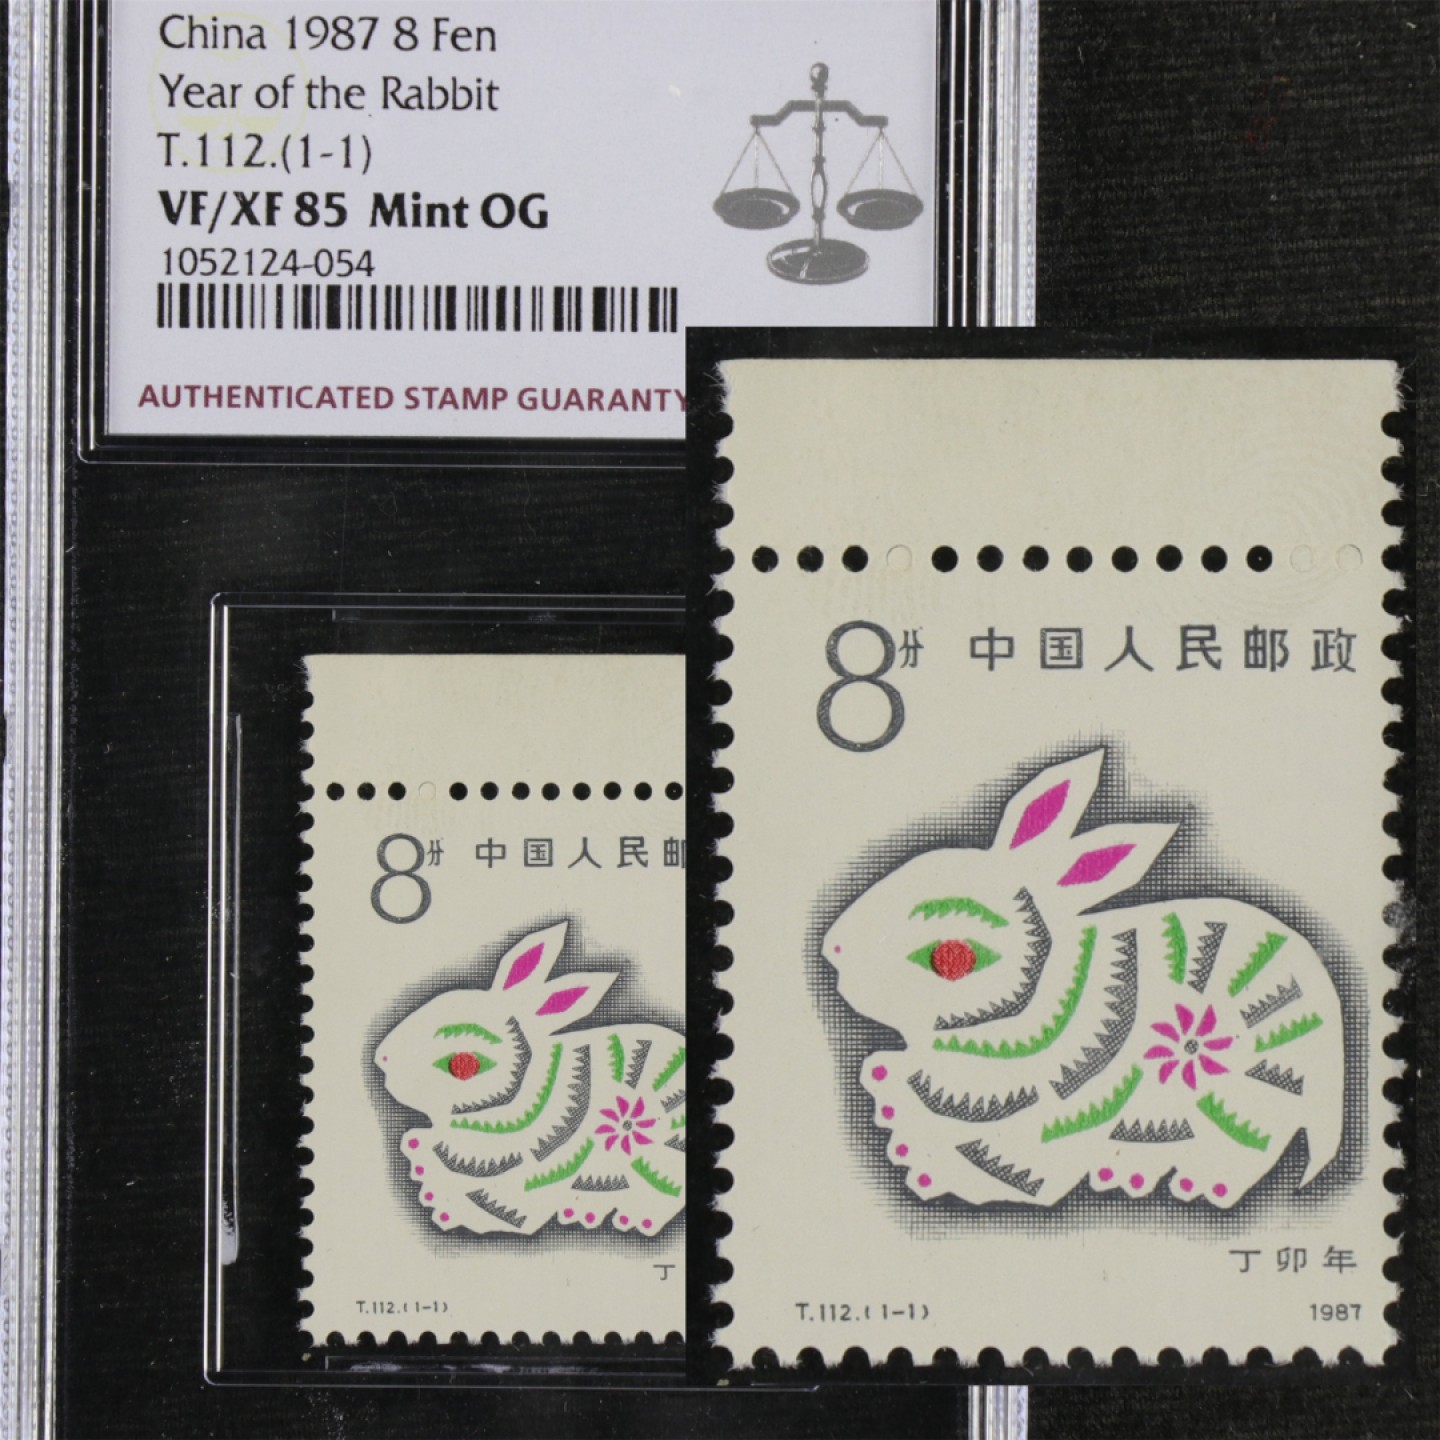 China 1987 8 Fen
Year of the Rabbit
T.112.(1-1)
VF/XF 85 Mint OG
1052124-054
AUTHENTICATED STAMP GUARANTY
8分 中国人民邮
丁
T.112.(1-1)
8分 中国人民邮政
丁卯年
T.112.(1-1) 1987